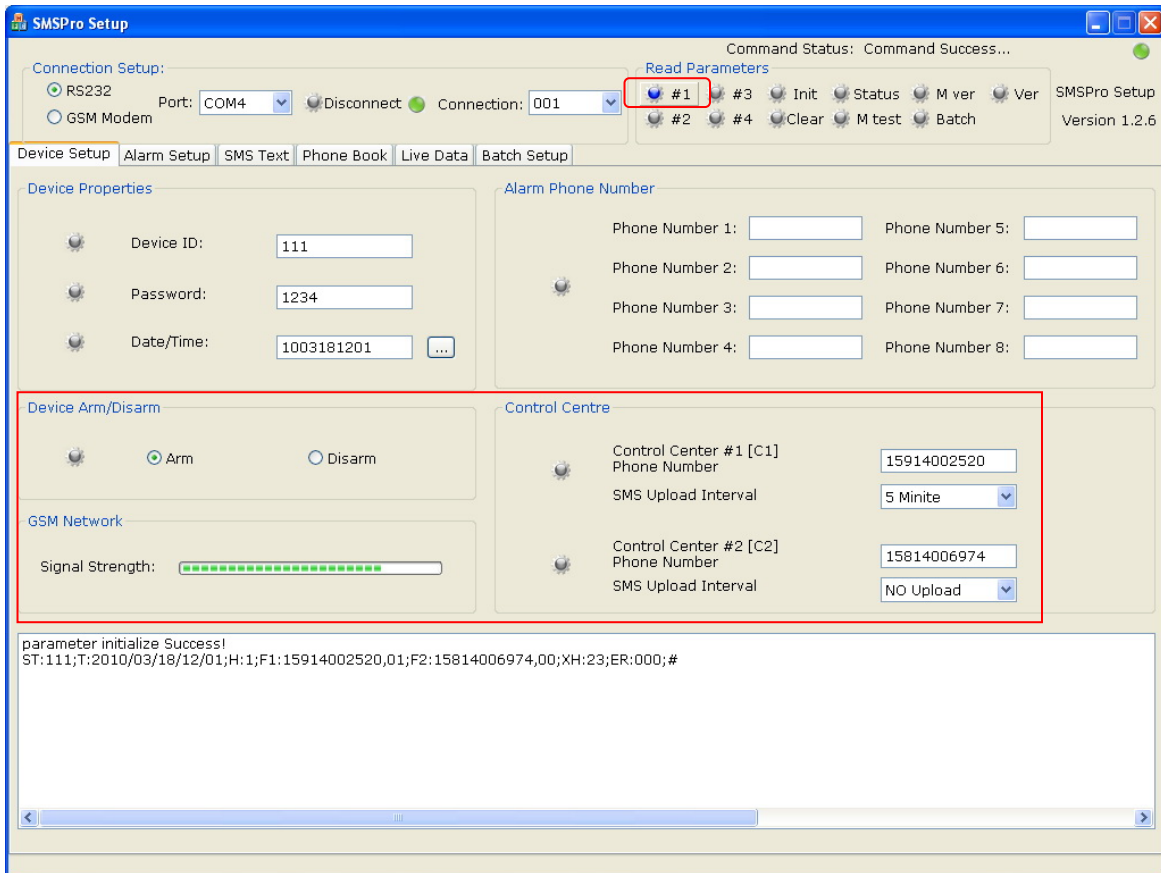 SMSPro Setup
Command Status: Command Success...
Connection Setup:
Read Parameters
RS232
GSM Modem
Port: COM4 Disconnect Connection: 001
#1 #3 Init Status M ver Ver
#2 #4 Clear M test Batch
SMSPro Setup
Version 1.2.6
Device Setup Alarm Setup SMS Text Phone Book Live Data Batch Setup
Device Properties
Device ID: 111
Password: 1234
Date/Time: 1003181201 ...
Alarm Phone Number
Phone Number 1: Phone Number 5:
Phone Number 2: Phone Number 6:
Phone Number 3: Phone Number 7:
Phone Number 4: Phone Number 8:
Device Arm/Disarm
Arm Disarm
GSM Network
Signal Strength:
Control Centre
Control Center #1 [C1]
Phone Number 15914002520
SMS Upload Interval 5 Minite
Control Center #2 [C2]
Phone Number 15814006974
SMS Upload Interval NO Upload
parameter initialize Success!
ST:111;T:2010/03/18/12/01;H:1;F1:15914002520,01;F2:15814006974,00;XH:23;ER:000;#